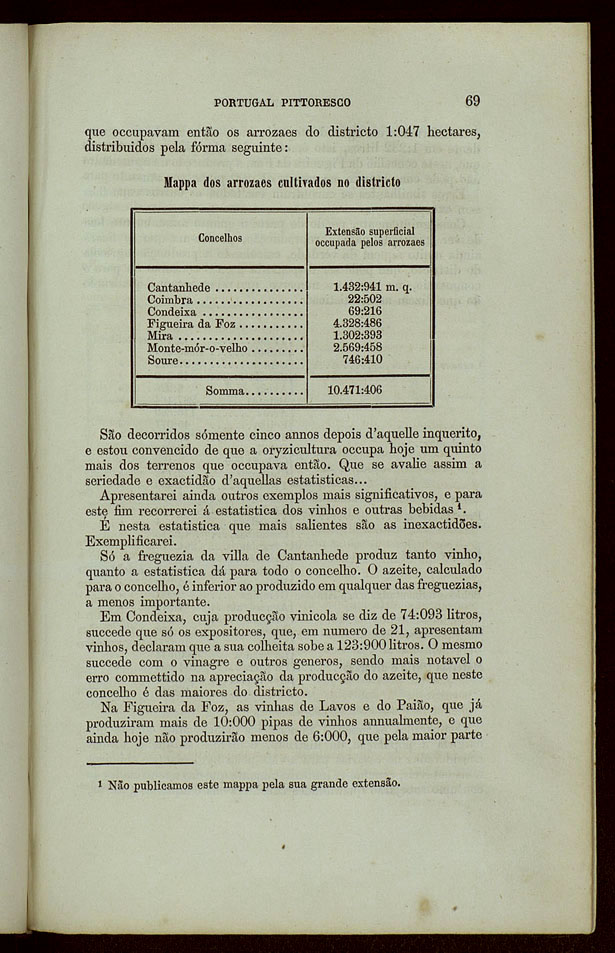 PORTUGAL PITTORESCO 69
que occupavam então os arrozaes do districto 1:047 hectares,
distribuidos pela fórma seguinte:
Mappa dos arrozaes cultivados no districto
Concelhos Extensão superficial
occupada pelos arrozaes
Cantanhede ............... 1.432:941 m. q.
Coimbra .................. 22:502
Condeixa ................. 69:216
Figueira da Foz ........... 4.328:486
Mira ..................... 1.302:393
Monte-mór-o-velho ......... 2.569:458
Soure..................... 746:410
Somma.......... 10.471:406
São decorridos sómente cinco annos depois d'aquelle inquerito,
e estou convencido de que a oryzicultura occupa hoje um quinto
mais dos terrenos que occupava então. Que se avalie assim a
seriedade e exactidão d'aquellas estatisticas...
Apresentarei ainda outros exemplos mais significativos, e para
este fim recorrerei á estatistica dos vinhos e outras bebidas ¹.
É nesta estatistica que mais salientes são as inexactidões.
Exemplificarei.
Só a freguezia da villa de Cantanhede produz tanto vinho,
quanto a estatistica dá para todo o concelho. O azeite, calculado
para o concelho, é inferior ao produzido em qualquer das freguezias,
a menos importante.
Em Condeixa, cuja producção vinicola se diz de 74:093 litros,
succede que só os expositores, que, em numero de 21, apresentam
vinhos, declaram que a sua colheita sobe a 123:900 litros. O mesmo
succede com o vinagre e outros generos, sendo mais notavel o
erro commettido na apreciação da producção do azeite, que neste
concelho é das maiores do districto.
Na Figueira da Foz, as vinhas de Lavos e do Paião, que já
produziram mais de 10:000 pipas de vinhos annualmente, e que
ainda hoje não produzirão menos de 6:000, que pela maior parte
¹ Não publicamos este mappa pela sua grande extensão.